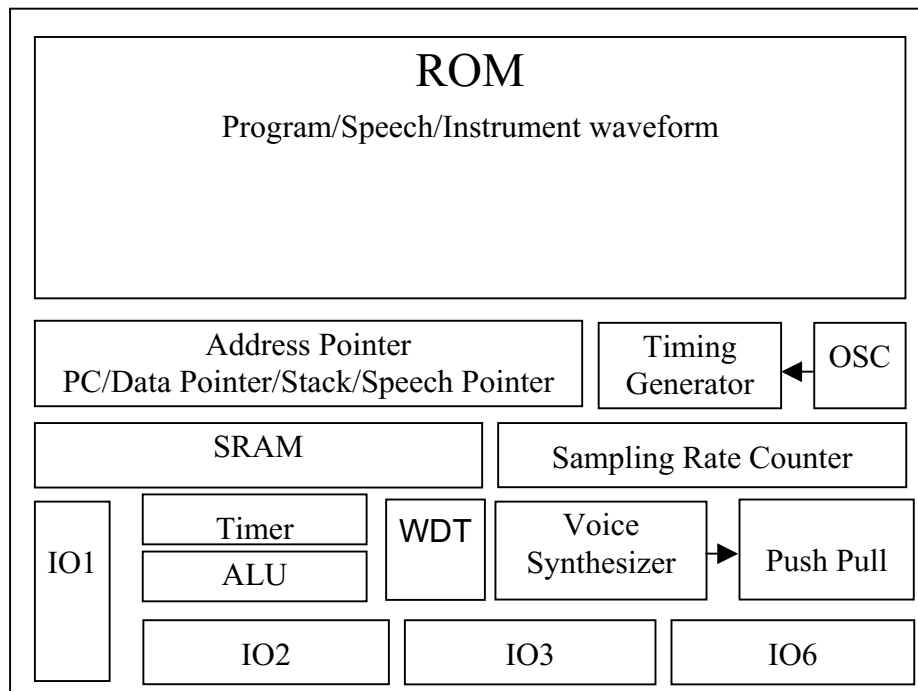 ROM
Program/Speech/Instrument waveform
Address Pointer
PC/Data Pointer/Stack/Speech Pointer
Timing
Generator
OSC
SRAM
Sampling Rate Counter
IO1
Timer
ALU
WDT
Voice
Synthesizer
Push Pull
IO2
IO3
IO6